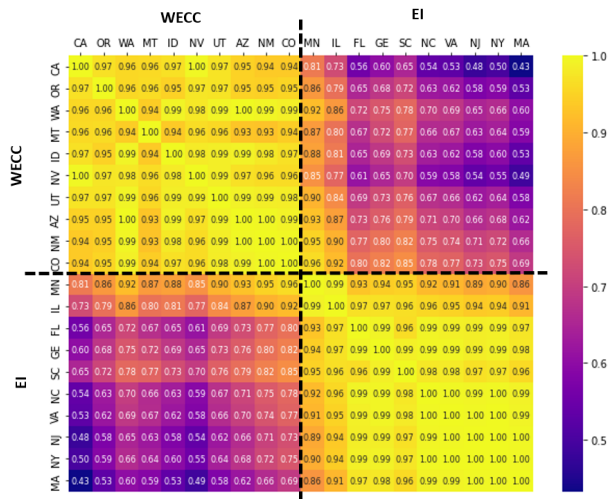 WECC
EI
CA OR WA MT ID NV UT AZ NM CO MN IL FL GE SC NC VA NJ NY MA
CA 1.00 0.97 0.96 0.96 0.97 1.00 0.97 0.95 0.94 0.94 0.81 0.73 0.56 0.60 0.65 0.54 0.53 0.48 0.50 0.43
OR 0.97 1.00 0.96 0.96 0.95 0.97 0.97 0.95 0.95 0.95 0.86 0.79 0.65 0.68 0.72 0.63 0.62 0.58 0.59 0.53
WA 0.96 0.96 1.00 0.94 0.99 0.98 0.99 1.00 0.99 0.99 0.92 0.86 0.72 0.75 0.78 0.70 0.69 0.65 0.66 0.60
MT 0.96 0.96 0.94 1.00 0.94 0.96 0.96 0.93 0.93 0.94 0.87 0.80 0.67 0.72 0.77 0.66 0.67 0.63 0.64 0.59
ID 0.97 0.95 0.99 0.94 1.00 0.98 0.99 0.99 0.98 0.97 0.88 0.81 0.65 0.69 0.73 0.63 0.62 0.58 0.60 0.53
NV 1.00 0.97 0.98 0.96 0.98 1.00 0.99 0.97 0.96 0.96 0.85 0.77 0.61 0.65 0.70 0.59 0.58 0.54 0.55 0.49
UT 0.97 0.97 0.99 0.96 0.99 0.99 1.00 0.99 0.99 0.98 0.90 0.84 0.69 0.73 0.76 0.67 0.66 0.62 0.64 0.58
AZ 0.95 0.95 1.00 0.93 0.99 0.97 0.99 1.00 1.00 0.99 0.93 0.87 0.73 0.76 0.79 0.71 0.70 0.66 0.68 0.62
NM 0.94 0.95 0.99 0.93 0.98 0.96 0.99 1.00 1.00 1.00 0.95 0.90 0.77 0.80 0.82 0.75 0.74 0.71 0.72 0.66
CO 0.94 0.95 0.99 0.94 0.97 0.96 0.98 0.99 1.00 1.00 0.96 0.92 0.80 0.82 0.85 0.78 0.77 0.73 0.75 0.69
MN 0.81 0.86 0.92 0.87 0.88 0.85 0.90 0.93 0.95 0.96 1.00 0.99 0.93 0.94 0.95 0.92 0.91 0.89 0.90 0.86
IL 0.73 0.79 0.86 0.80 0.81 0.77 0.84 0.87 0.90 0.92 0.99 1.00 0.97 0.97 0.96 0.96 0.95 0.94 0.94 0.91
FL 0.56 0.65 0.72 0.67 0.65 0.61 0.69 0.73 0.77 0.80 0.93 0.97 1.00 0.99 0.96 0.99 0.99 0.99 0.99 0.97
GE 0.60 0.68 0.75 0.72 0.69 0.65 0.73 0.76 0.80 0.82 0.94 0.97 0.99 1.00 0.99 0.99 0.99 0.99 0.99 0.98
SC 0.65 0.72 0.78 0.77 0.73 0.70 0.76 0.79 0.82 0.85 0.95 0.96 0.96 0.99 1.00 0.98 0.98 0.97 0.97 0.96
NC 0.54 0.63 0.70 0.66 0.63 0.59 0.67 0.71 0.75 0.78 0.92 0.96 0.99 0.99 0.98 1.00 1.00 0.99 1.00 0.99
VA 0.53 0.62 0.69 0.67 0.62 0.58 0.66 0.70 0.74 0.77 0.91 0.95 0.99 0.99 0.98 1.00 1.00 1.00 1.00 0.99
NJ 0.48 0.58 0.65 0.63 0.58 0.54 0.62 0.66 0.71 0.73 0.89 0.94 0.99 0.99 0.97 0.99 1.00 1.00 1.00 1.00
NY 0.50 0.59 0.66 0.64 0.60 0.55 0.64 0.68 0.72 0.75 0.90 0.94 0.99 0.99 0.97 1.00 1.00 1.00 1.00 1.00
MA 0.43 0.53 0.60 0.59 0.53 0.49 0.58 0.62 0.66 0.69 0.86 0.91 0.97 0.98 0.96 0.99 0.99 1.00 1.00 1.00
WECC
EI
1.0
0.9
0.8
0.7
0.6
0.5